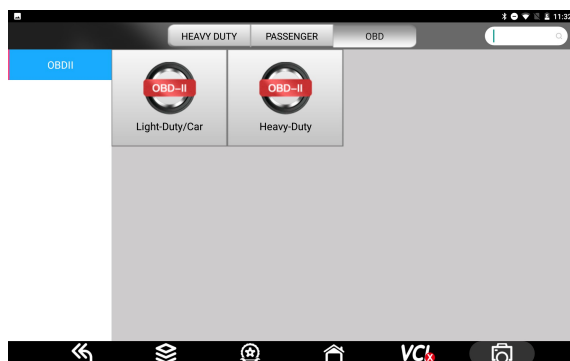 11:32
HEAVY DUTY
PASSENGER
OBD
OBDII
OBD-II
OBD-II
Light-Duty/Car
Heavy-Duty
VCI